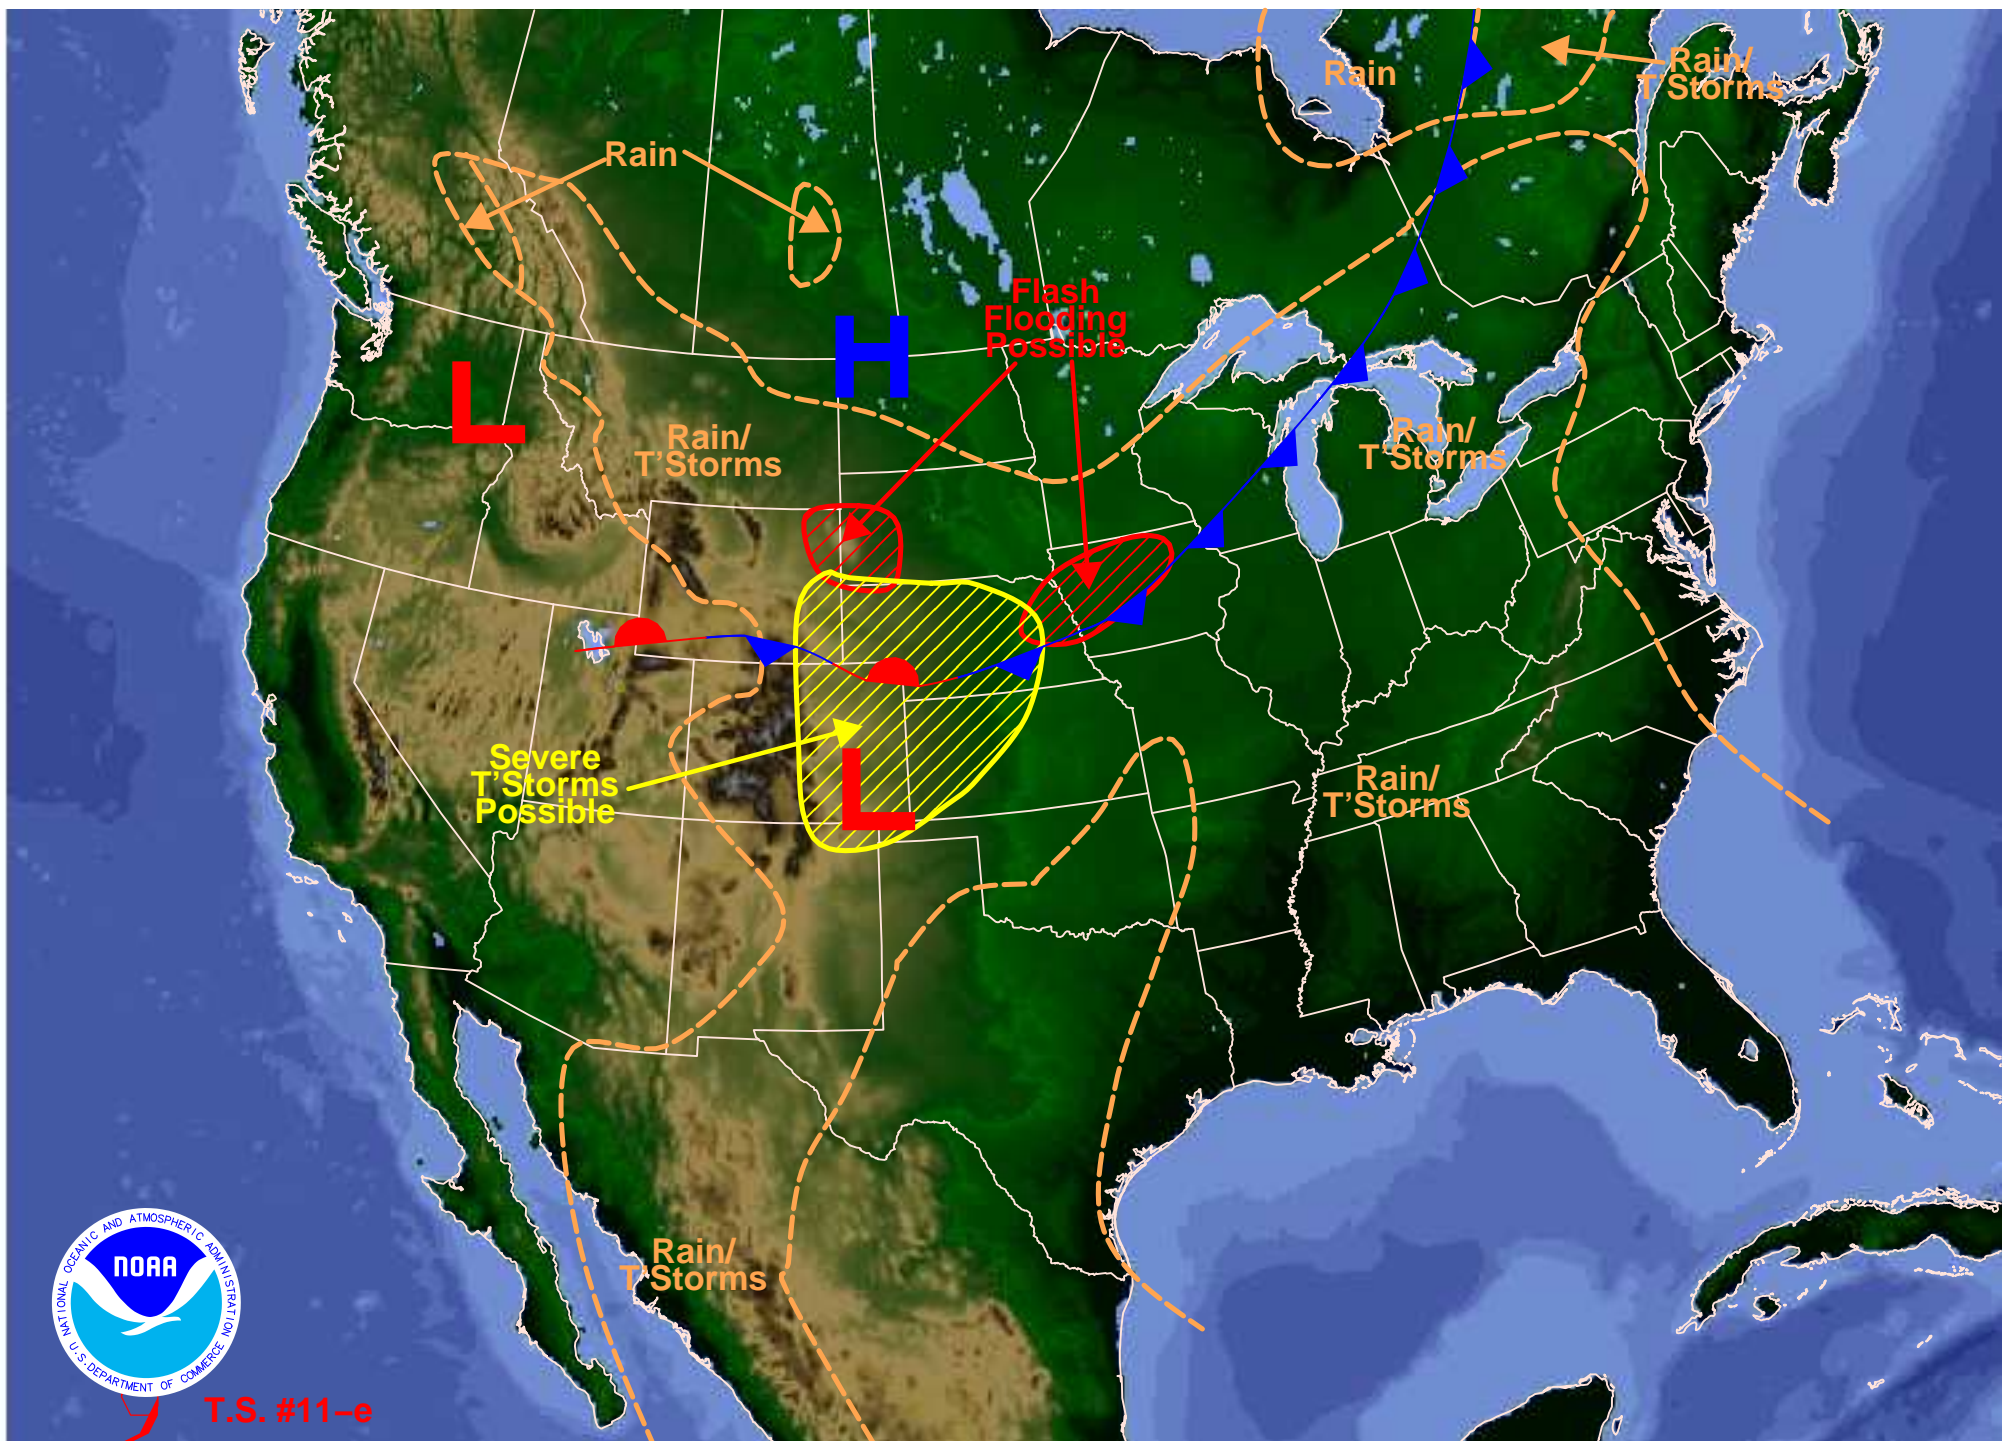 Rain
Rain/
T'Storms
Rain
Flash
Flooding
Possible
H
L
Rain/
T'Storms
Rain/
T'Storms
Severe
T'Storms
Possible
L
Rain/
T'Storms
Rain/
T'Storms
NATIONAL OCEANIC AND ATMOSPHERIC ADMINISTRATION
NOAA
U.S. DEPARTMENT OF COMMERCE
T.S. #11-e